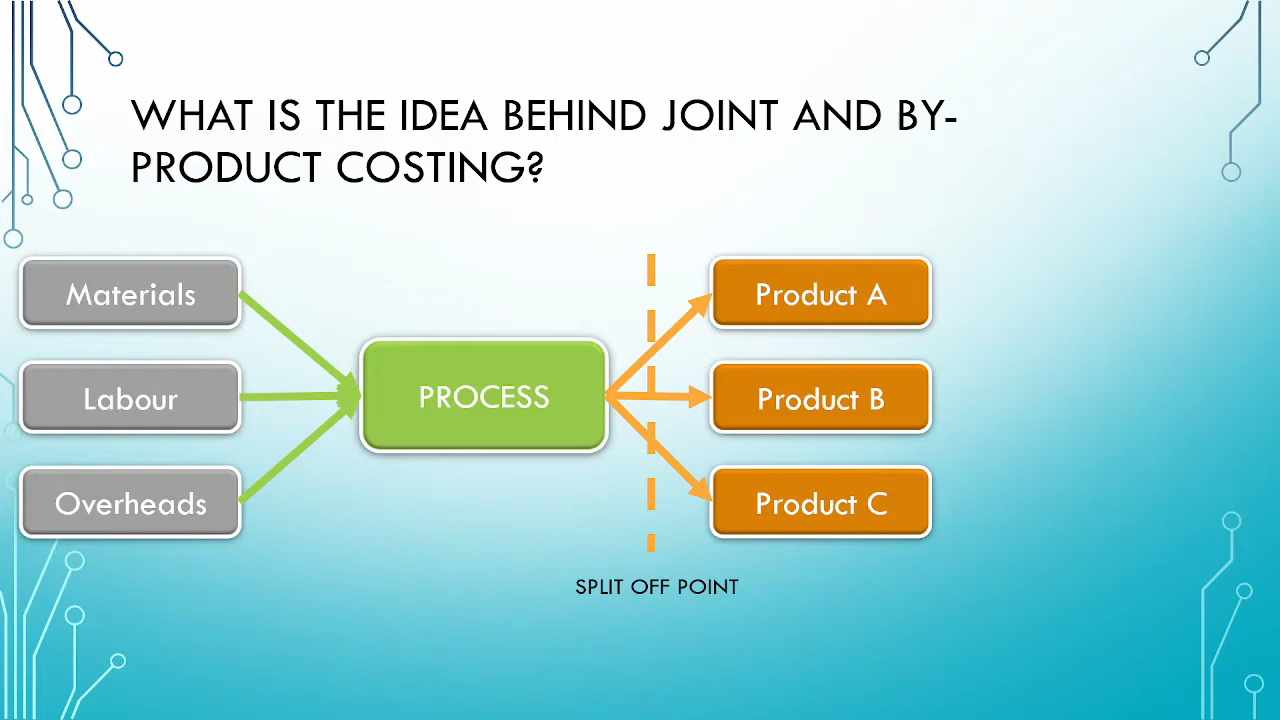 WHAT IS THE IDEA BEHIND JOINT AND BY-
PRODUCT COSTING?
Materials
Labour
Overheads
PROCESS
Product A
Product B
Product C
SPLIT OFF POINT